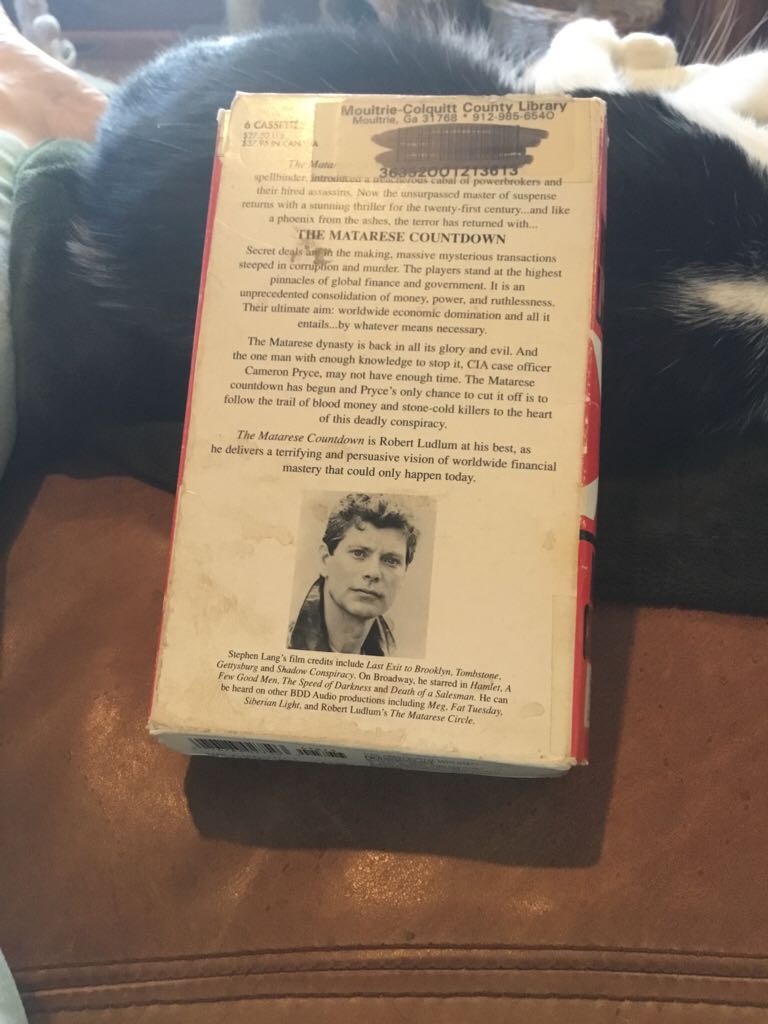 Moultrie-Colquitt County Library
Moultrie, Ga 31768 * 912-985-6540
6 CASSETTES
$37.95 IN CANADA
36352001213613
The Mata
spellbinder, introduced a treacherous cabal of powerbrokers and
their hired assassins. Now the unsurpassed master of suspense
returns with a stunning thriller for the twenty-first century...and like
a phoenix from the ashes, the terror has returned with...
THE MATARESE COUNTDOWN
Secret deals are in the making, massive mysterious transactions
steeped in corruption and murder. The players stand at the highest
pinnacles of global finance and government. It is an
unprecedented consolidation of money, power, and ruthlessness.
Their ultimate aim: worldwide economic domination and all it
entails...by whatever means necessary.
The Matarese dynasty is back in all its glory and evil. And
the one man with enough knowledge to stop it, CIA case officer
Cameron Pryce, may not have enough time. The Matarese
countdown has begun and Pryce's only chance to cut it off is to
follow the trail of blood money and stone-cold killers to the heart
of this deadly conspiracy.
The Matarese Countdown is Robert Ludlum at his best, as
he delivers a terrifying and persuasive vision of worldwide financial
mastery that could only happen today.
Stephen Lang's film credits include Last Exit to Brooklyn, Tombstone,
Gettysburg and Shadow Conspiracy. On Broadway, he starred in Hamlet, A
Few Good Men, The Speed of Darkness and Death of a Salesman. He can
be heard on other BDD Audio productions including Meg, Fat Tuesday,
Siberian Light, and Robert Ludlum's The Matarese Circle.